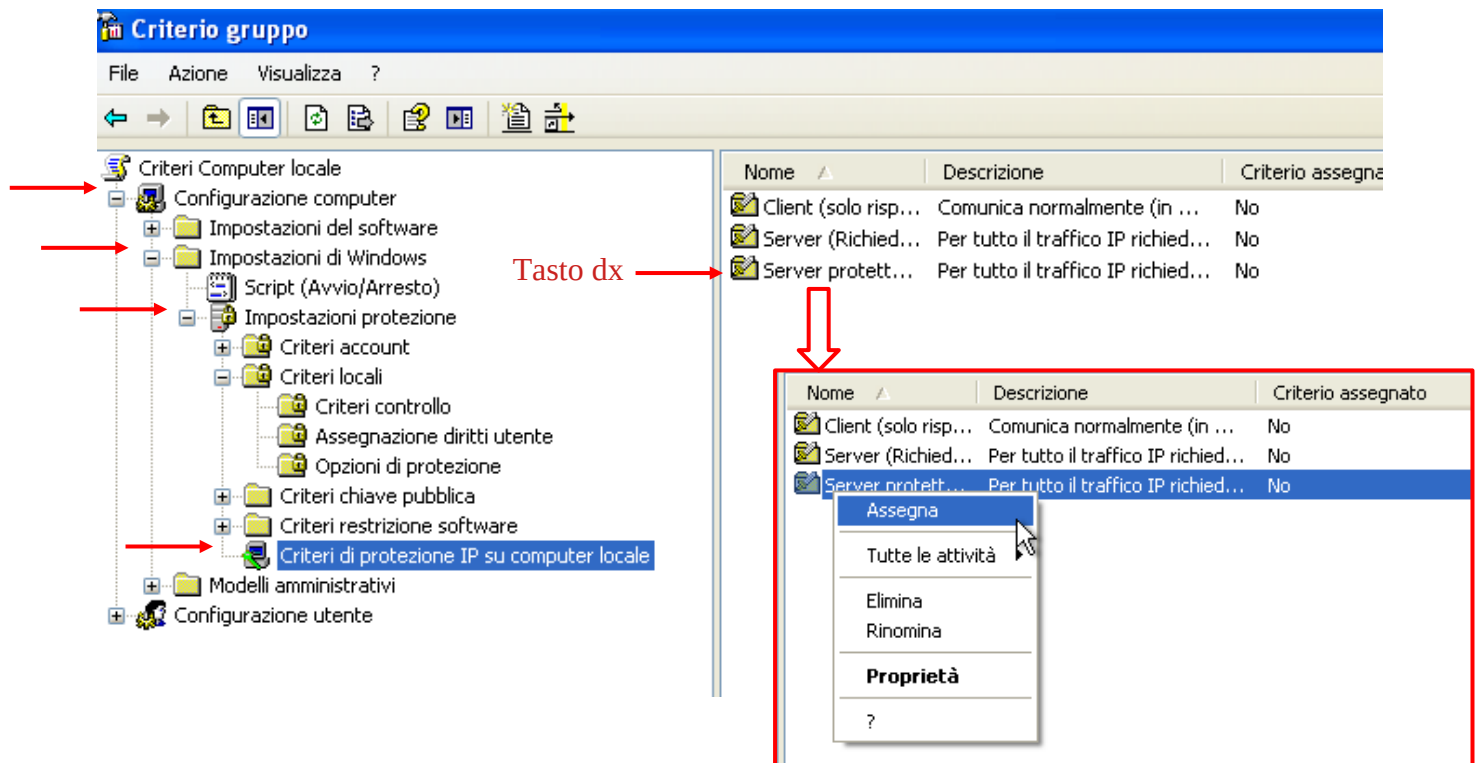 Criterio gruppo
File Azione Visualizza ?
Criteri Computer locale
Configurazione computer
Impostazioni del software
Impostazioni di Windows
Script (Avvio/Arresto)
Impostazioni protezione
Criteri account
Criteri locali
Criteri controllo
Assegnazione diritti utente
Opzioni di protezione
Criteri chiave pubblica
Criteri restrizione software
Criteri di protezione IP su computer locale
Modelli amministrativi
Configurazione utente
Tasto dx
Nome Descrizione Criterio assegna
Client (solo risp... Comunica normalmente (in ... No
Server (Richied... Per tutto il traffico IP richied... No
Server protett... Per tutto il traffico IP richied... No
Nome Descrizione Criterio assegnato
Client (solo risp... Comunica normalmente (in ... No
Server (Richied... Per tutto il traffico IP richied... No
Server protett... Per tutto il traffico IP richied... No
Assegna
Tutte le attività
Elimina
Rinomina
Proprietà
?